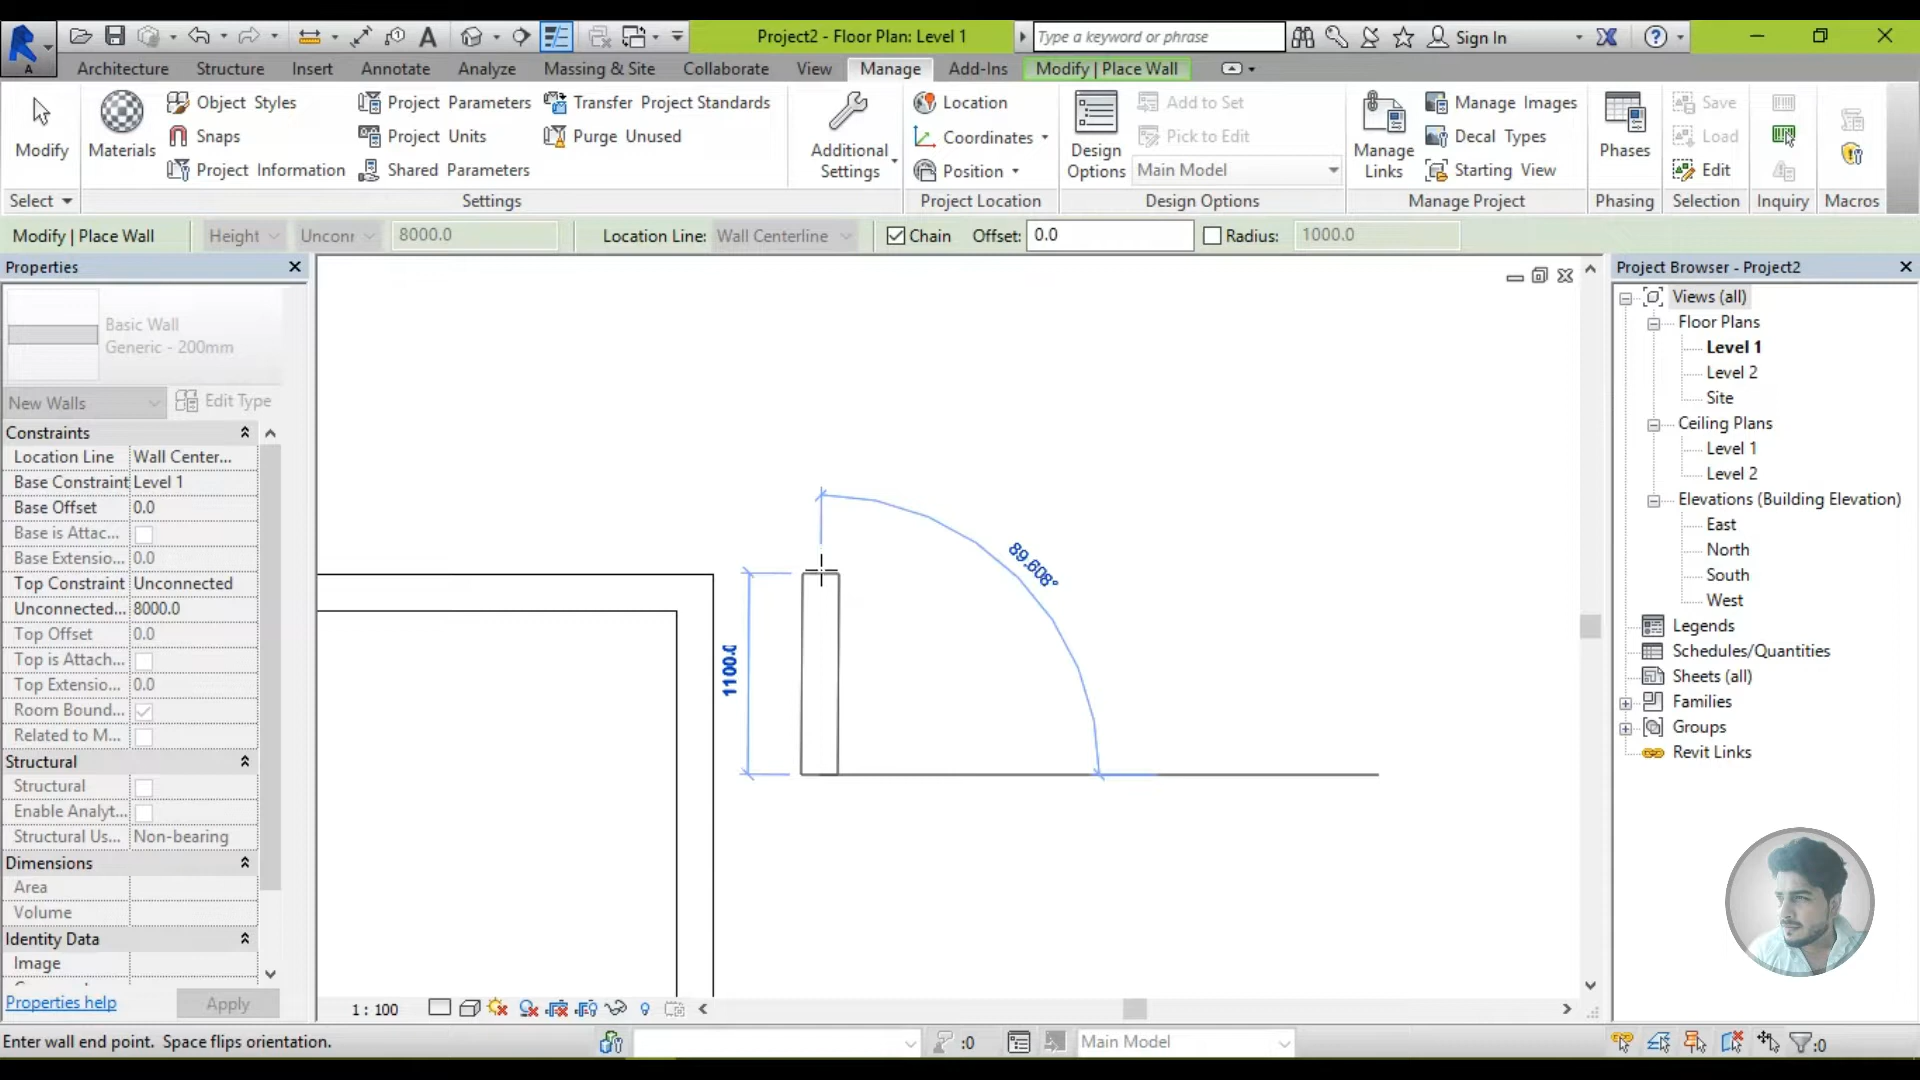 Project2 - Floor Plan: Level 1
Type a keyword or phrase
Sign In
Architecture Structure Insert Annotate Analyze Massing & Site Collaborate View Manage Add-Ins Modify | Place Wall
Modify
Select
Materials
Object Styles
Snaps
Project Information
Project Parameters
Project Units
Shared Parameters
Transfer Project Standards
Purge Unused
Settings
Additional
Settings
Location
Coordinates
Position
Project Location
Design
Options
Add to Set
Pick to Edit
Main Model
Design Options
Manage
Links
Manage Images
Decal Types
Starting View
Manage Project
Phases
Phasing
Save
Load
Edit
Selection
Inquiry
Macros
Modify | Place Wall Height Unconr 8000.0 Location Line: Wall Centerline Chain Offset: 0.0 Radius: 1000.0
Properties
Basic Wall
Generic - 200mm
New Walls Edit Type
Constraints
Location Line Wall Center...
Base Constraint Level 1
Base Offset 0.0
Base is Attac...
Base Extensio... 0.0
Top Constraint Unconnected
Unconnected... 8000.0
Top Offset 0.0
Top is Attach...
Top Extensio... 0.0
Room Bound...
Related to M...
Structural
Structural
Enable Analyt...
Structural Us... Non-bearing
Dimensions
Area
Volume
Identity Data
Image
Properties help Apply
89.608°
1100.0
1 : 100
Project Browser - Project2
Views (all)
Floor Plans
Level 1
Level 2
Site
Ceiling Plans
Level 1
Level 2
Elevations (Building Elevation)
East
North
South
West
Legends
Schedules/Quantities
Sheets (all)
Families
Groups
Revit Links
Enter wall end point. Space flips orientation. :0 Main Model :0